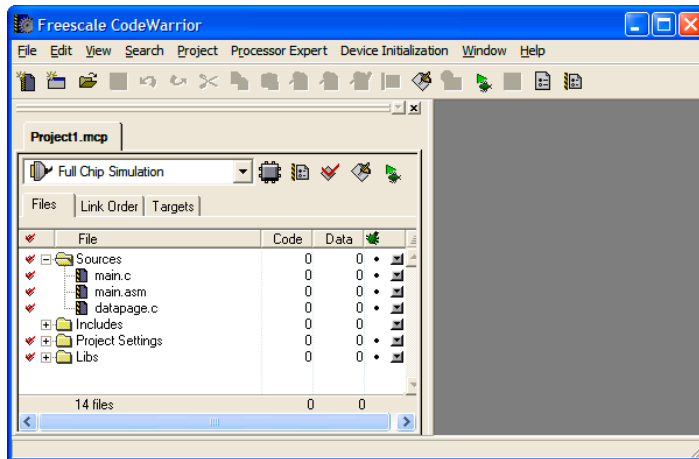 Freescale CodeWarrior
File Edit View Search Project Processor Expert Device Initialization Window Help
Project1.mcp
Full Chip Simulation
Files Link Order Targets
File Code Data
Sources 0 0
main.c 0 0
main.asm 0 0
datapage.c 0 0
Includes 0 0
Project Settings 0 0
Libs 0 0
14 files 0 0